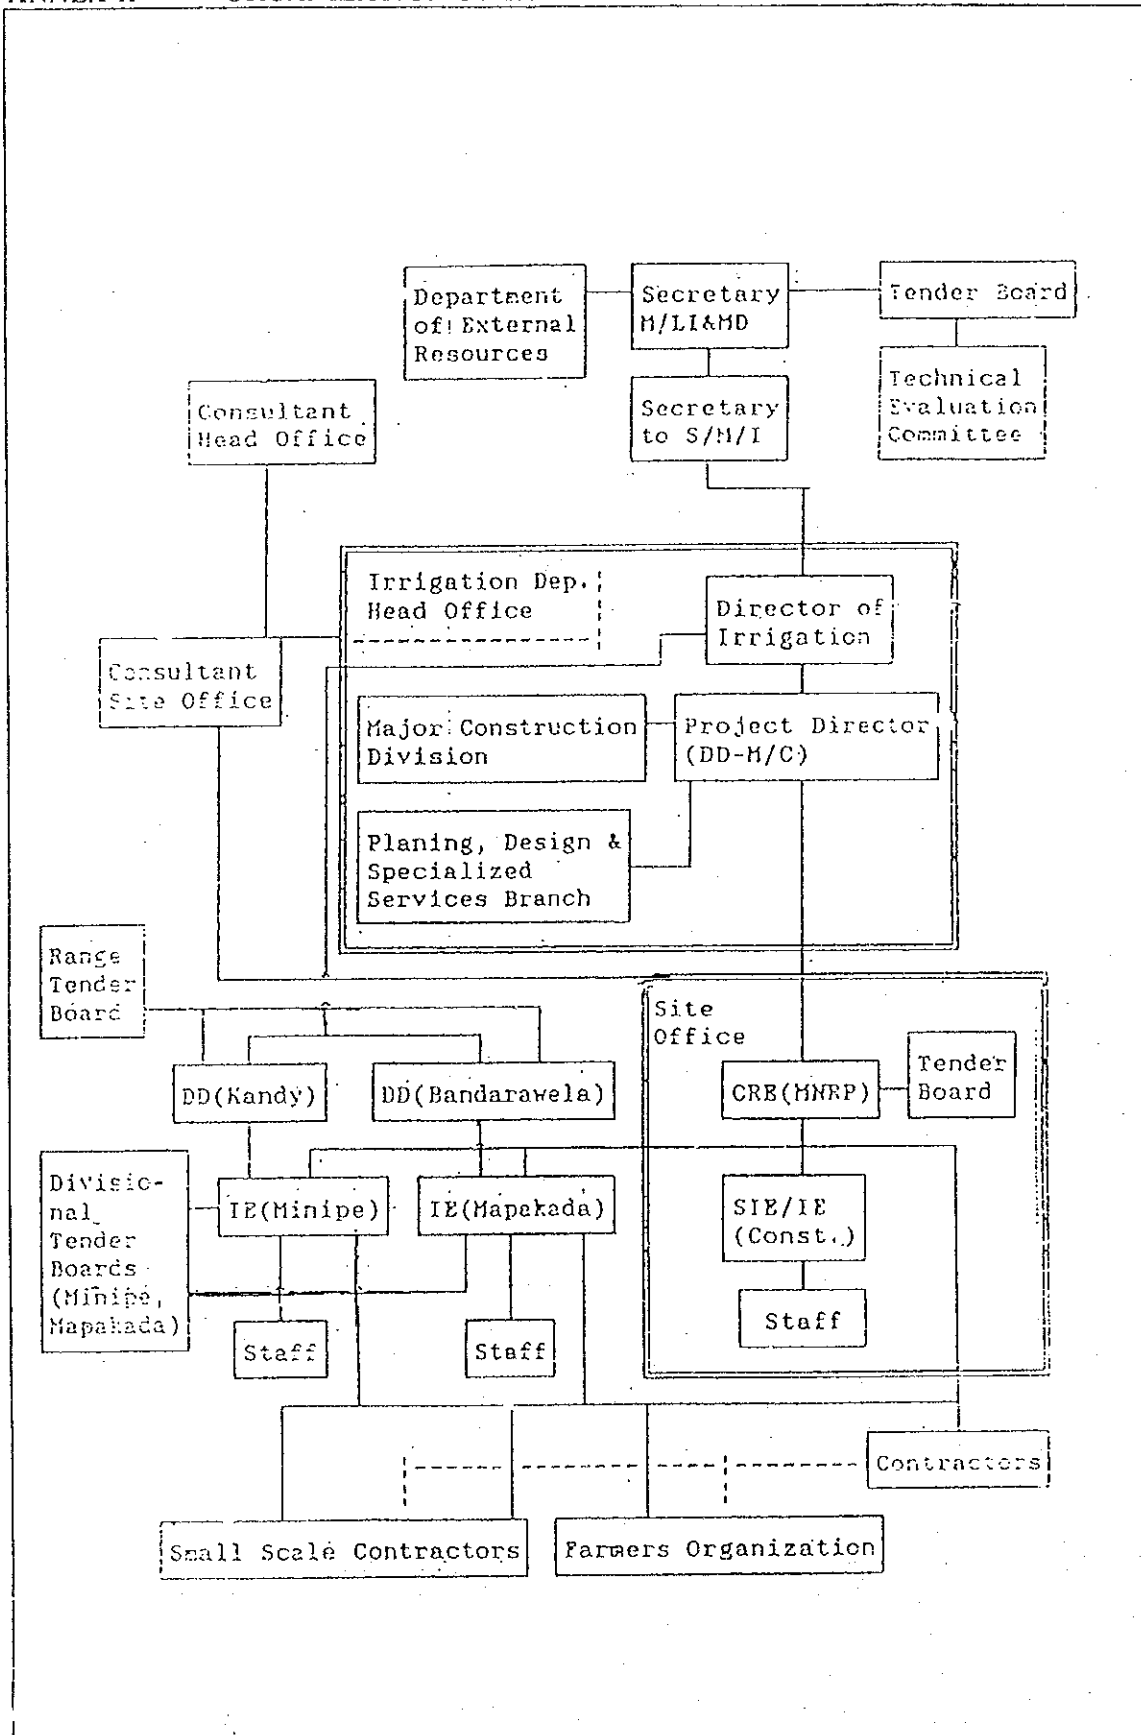 Department
of External
Resources
Secretary
M/LI&MD
Tender Board
Technical
Evaluation
Committee
Secretary
to S/M/I
Consultant
Head Office
Irrigation Dep.
Head Office
Director of
Irrigation
Consultant
Site Office
Major Construction
Division
Project Director
(DD-M/C)
Planing, Design &
Specialized
Services Branch
Range
Tender
Board
Site
Office
DD(Kandy)
DD(Bandarawela)
CRE(MNRP)
Tender
Board
Divisio-
nal
Tender
Boards
(Minipe,
Mapakada)
IE(Minipe)
IE(Mapakada)
SIE/IE
(Const.)
Staff
Staff
Staff
Contractors
Small Scale Contractors
Farmers Organization